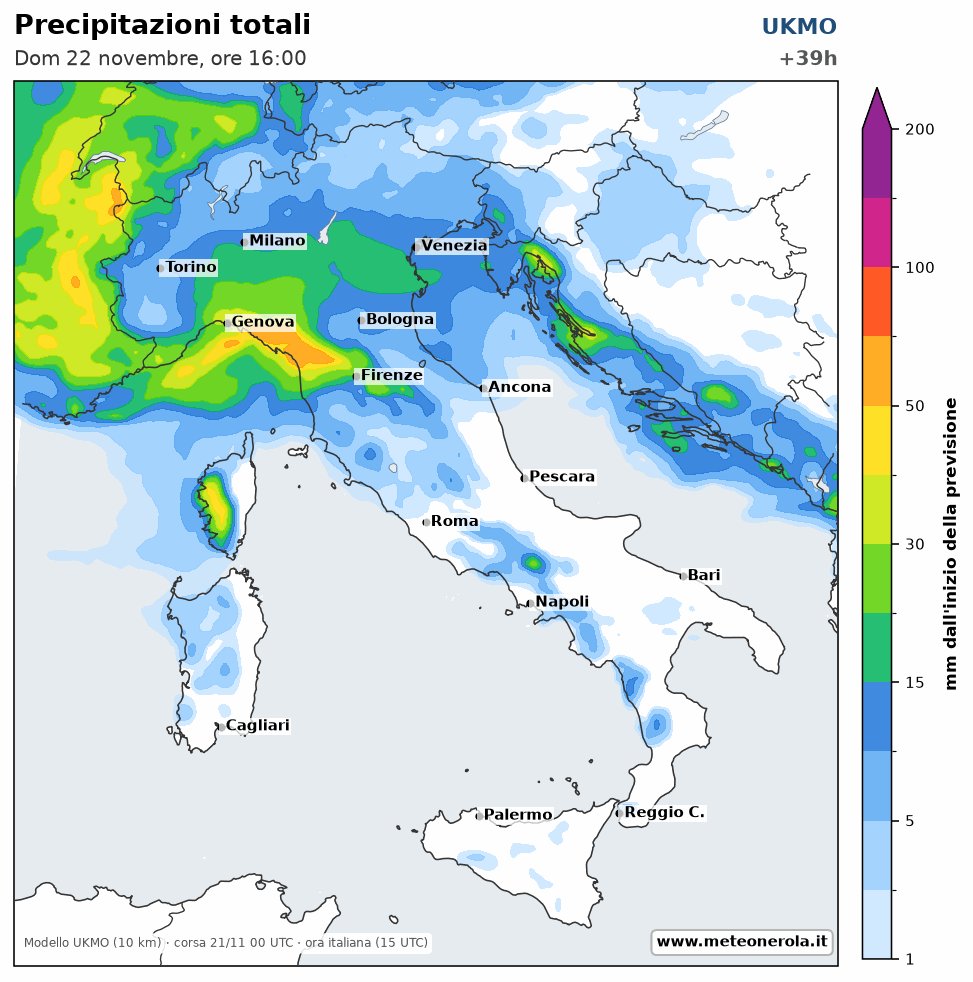 Precipitazioni totali
UKMO
Dom 22 novembre, ore 16:00
+39h
200
Milano
Venezia
Torino
100
Genova
Bologna
Firenze
Ancona
50
Pescara
Roma
30
Bari
Napoli
15
Cagliari
Palermo
Reggio C.
5
mm dall'inizio della previsione
Modello UKMO (10 km) · corsa 21/11 00 UTC · ora italiana (15 UTC)
www.meteonerola.it
1